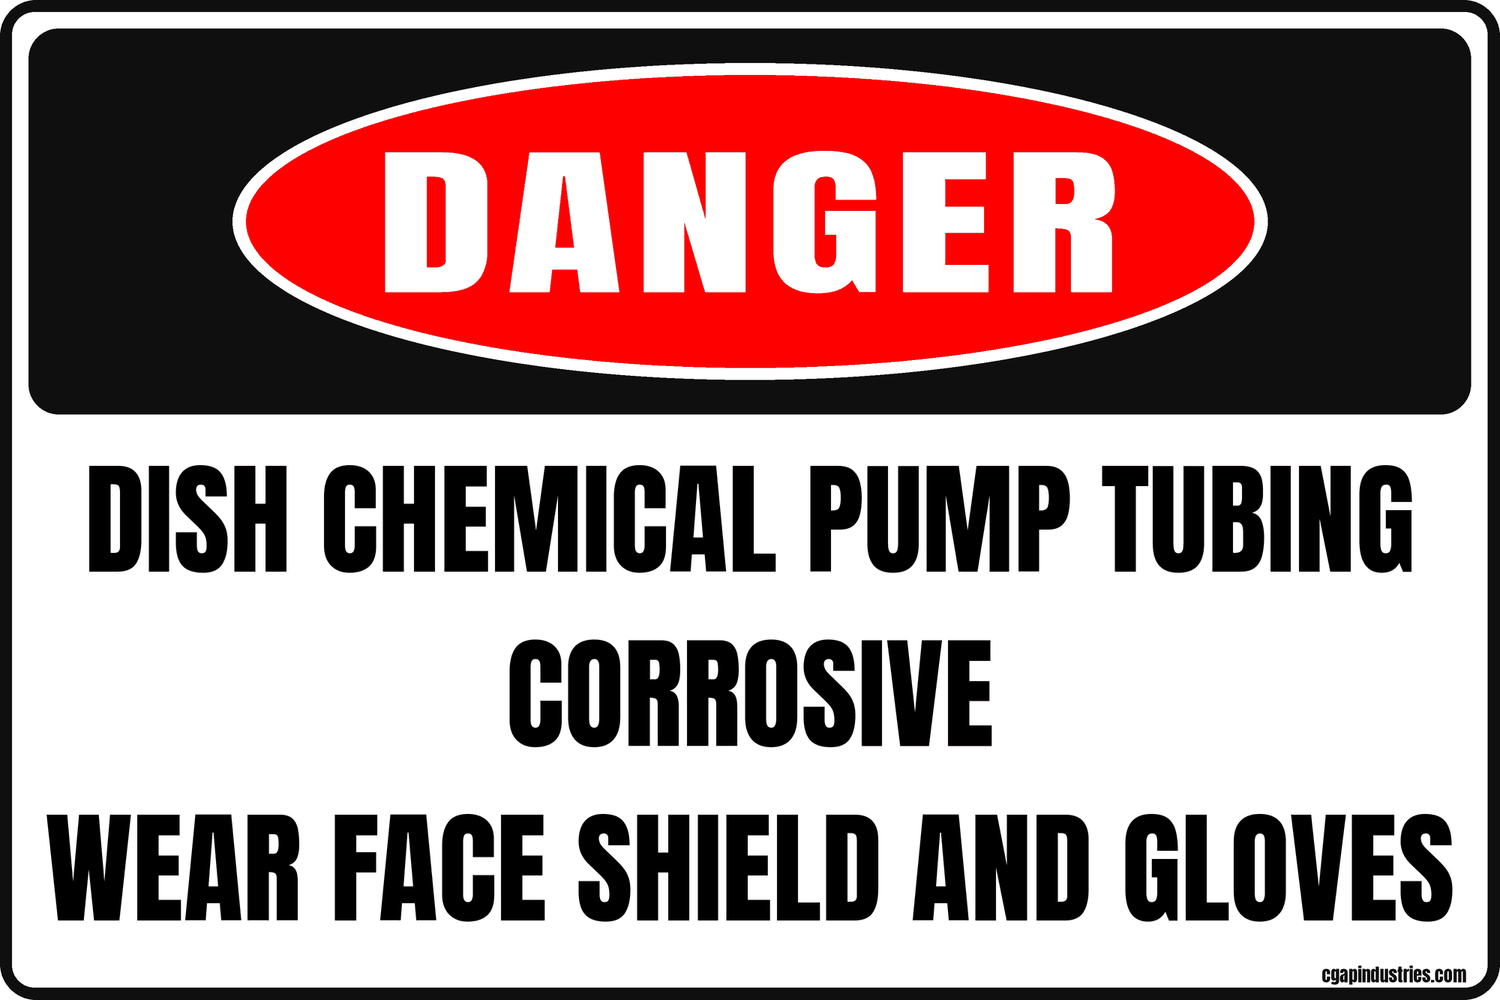 DANGER
DISH CHEMICAL PUMP TUBING
CORROSIVE
WEAR FACE SHIELD AND GLOVES
cgapindustries.com